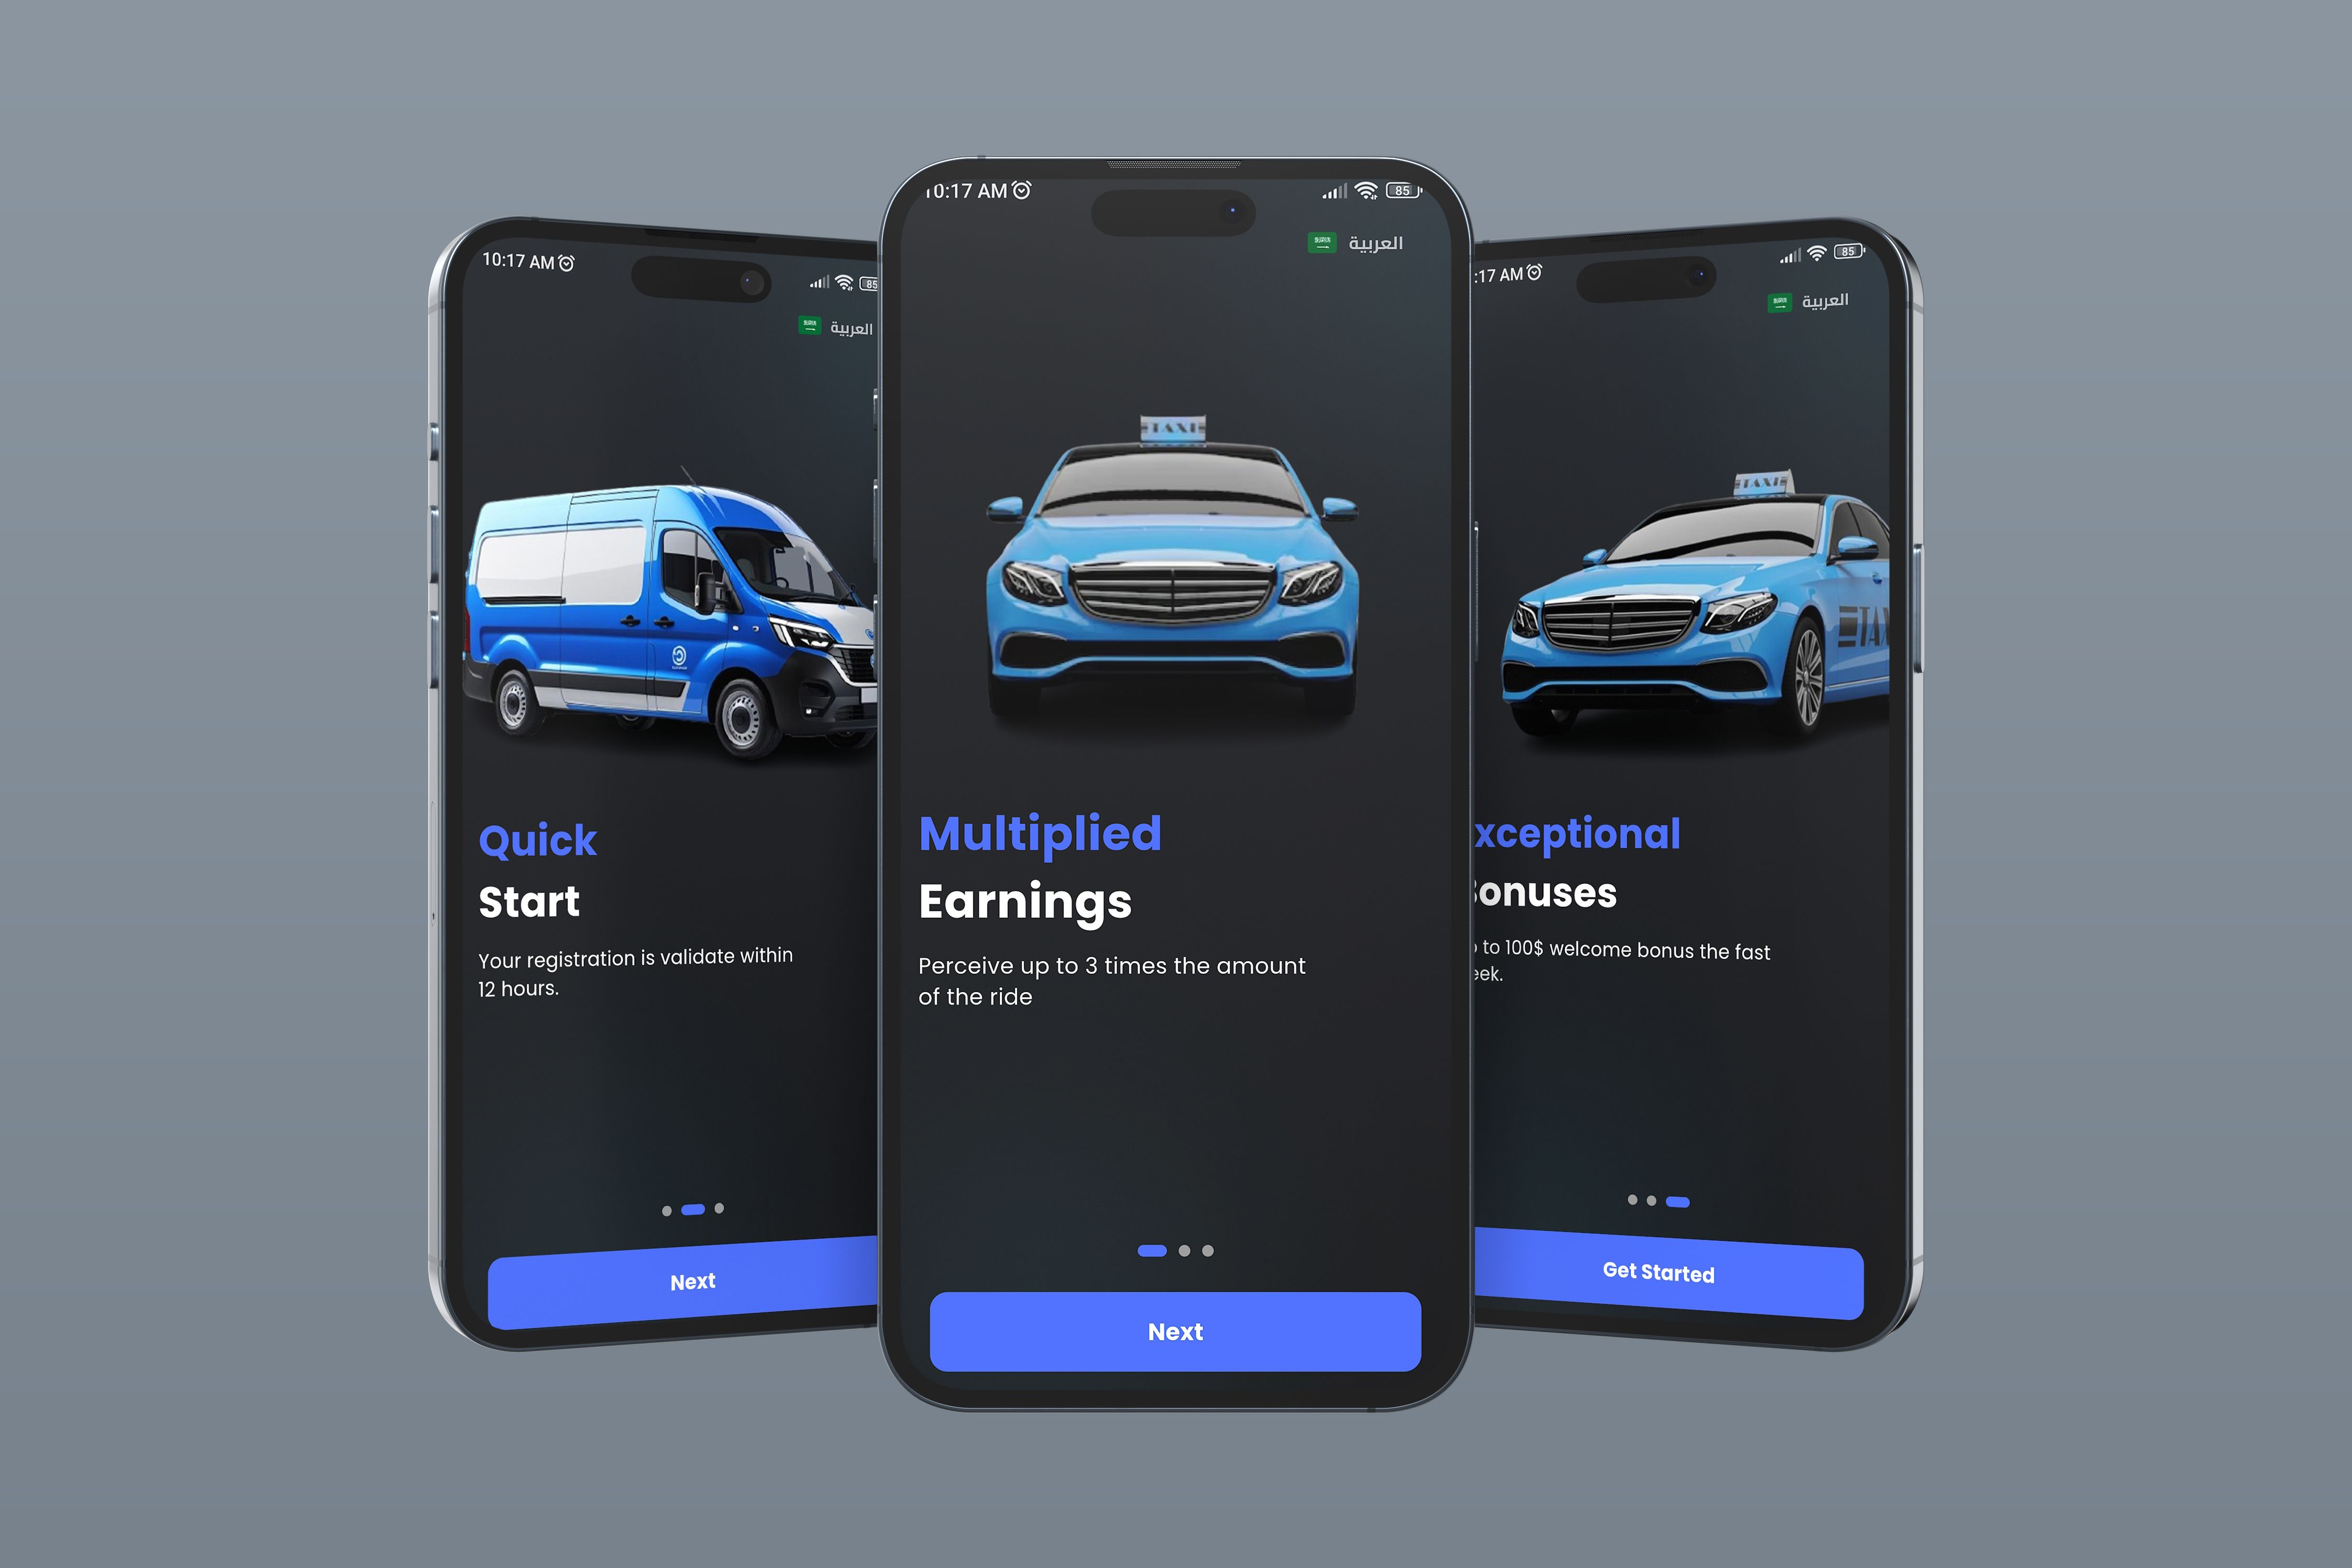 10:17 AM
85
العربية
Quick
Start
Your registration is validate within
12 hours.
Next
10:17 AM
85
العربية
TAXI
Multiplied
Earnings
Perceive up to 3 times the amount
of the ride
Next
:17 AM
85
العربية
TAXI
TAX
xceptional
onuses
to 100$ welcome bonus the fast
eek.
Get Started